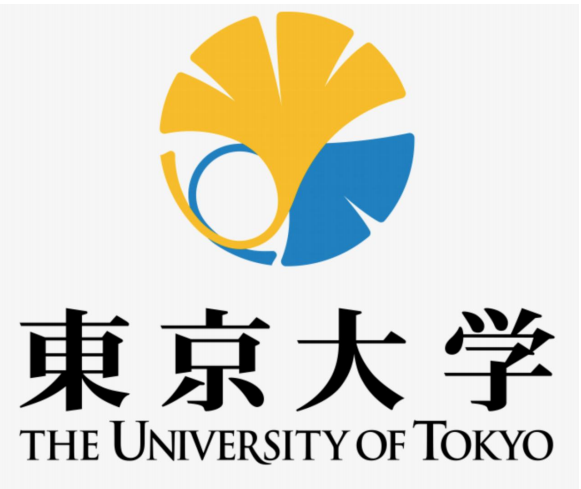 東京大学
THE UNIVERSITY OF TOKYO